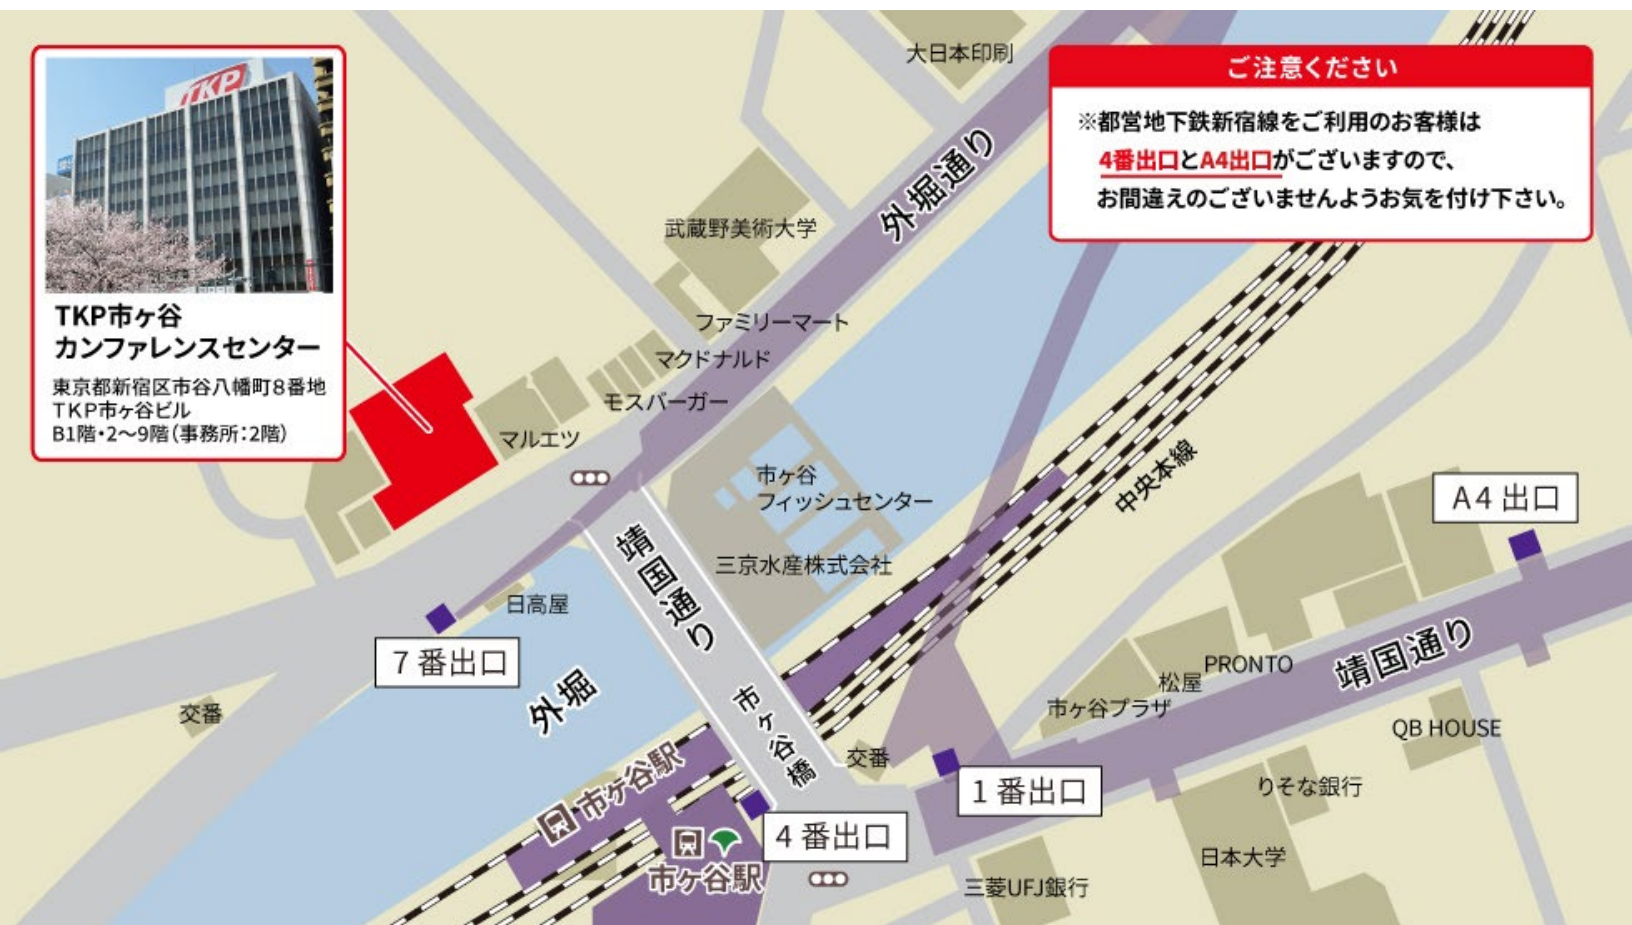 TKP
TKP市ヶ谷
カンファレンスセンター
東京都新宿区市谷八幡町8番地
TKP市ヶ谷ビル
B1階・2～9階（事務所：2階）
ご注意ください
※都営地下鉄新宿線をご利用のお客様は
4番出口とA4出口がございますので、
お間違えのございませんようお気を付け下さい。
大日本印刷
外堀通り
武蔵野美術大学
ファミリーマート
マクドナルド
モスバーガー
マルエツ
市ヶ谷
フィッシュセンター
三京水産株式会社
中央本線
A4出口
靖国通り
日高屋
7番出口
外堀
交番
市ヶ谷橋
市ヶ谷駅
市ヶ谷駅
4番出口
交番
1番出口
市ヶ谷プラザ
松屋
PRONTO
靖国通り
QB HOUSE
りそな銀行
日本大学
三菱UFJ銀行